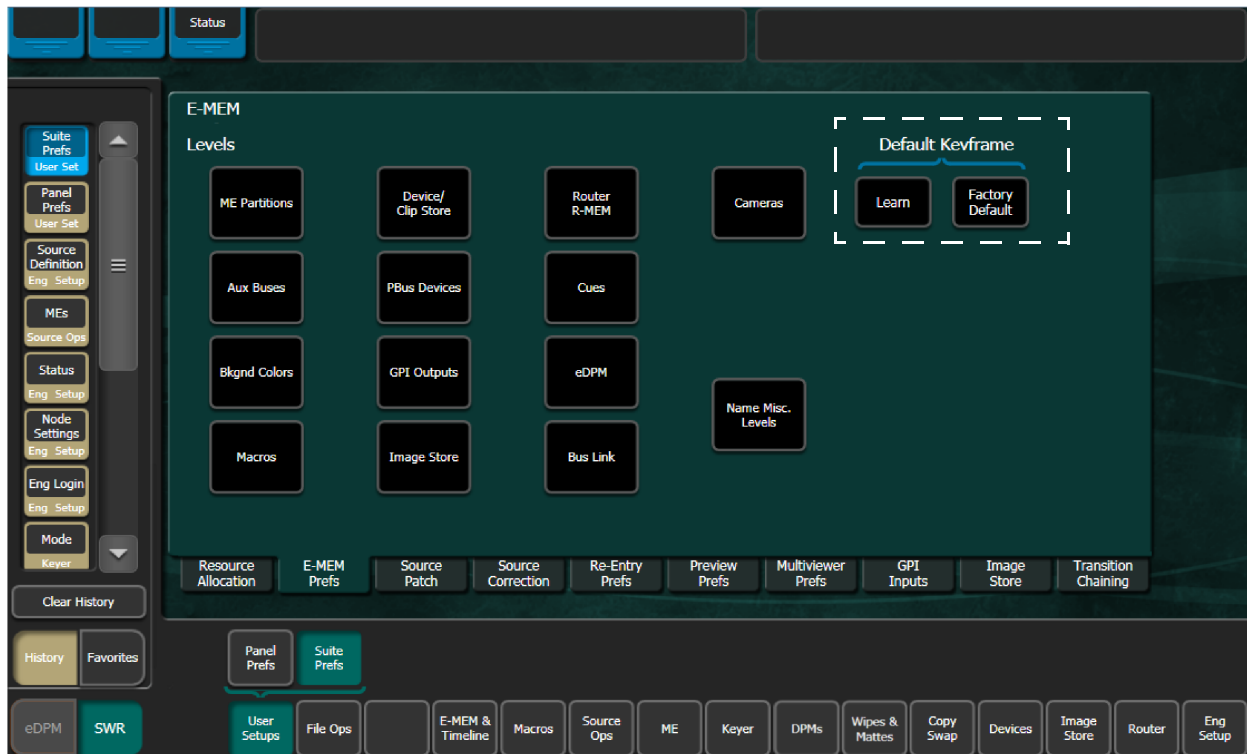 Status
E-MEM
Levels
Default Keyframe
ME Partitions
Device/
Clip Store
Router
R-MEM
Cameras
Learn
Factory
Default
Aux Buses
PBus Devices
Cues
Bkgnd Colors
GPI Outputs
eDPM
Name Misc.
Levels
Macros
Image Store
Bus Link
Suite
Prefs
User Set
Panel
Prefs
User Set
Source
Definition
Eng Setup
MEs
Source Ops
Status
Eng Setup
Node
Settings
Eng Setup
Eng Login
Eng Setup
Mode
Keyer
Clear History
History
Favorites
Resource
Allocation
E-MEM
Prefs
Source
Patch
Source
Correction
Re-Entry
Prefs
Preview
Prefs
Multiviewer
Prefs
GPI
Inputs
Image
Store
Transition
Chaining
Panel
Prefs
Suite
Prefs
eDPM
SWR
User
Setups
File Ops
E-MEM &
Timeline
Macros
Source
Ops
ME
Keyer
DPMs
Wipes &
Mattes
Copy
Swap
Devices
Image
Store
Router
Eng
Setup